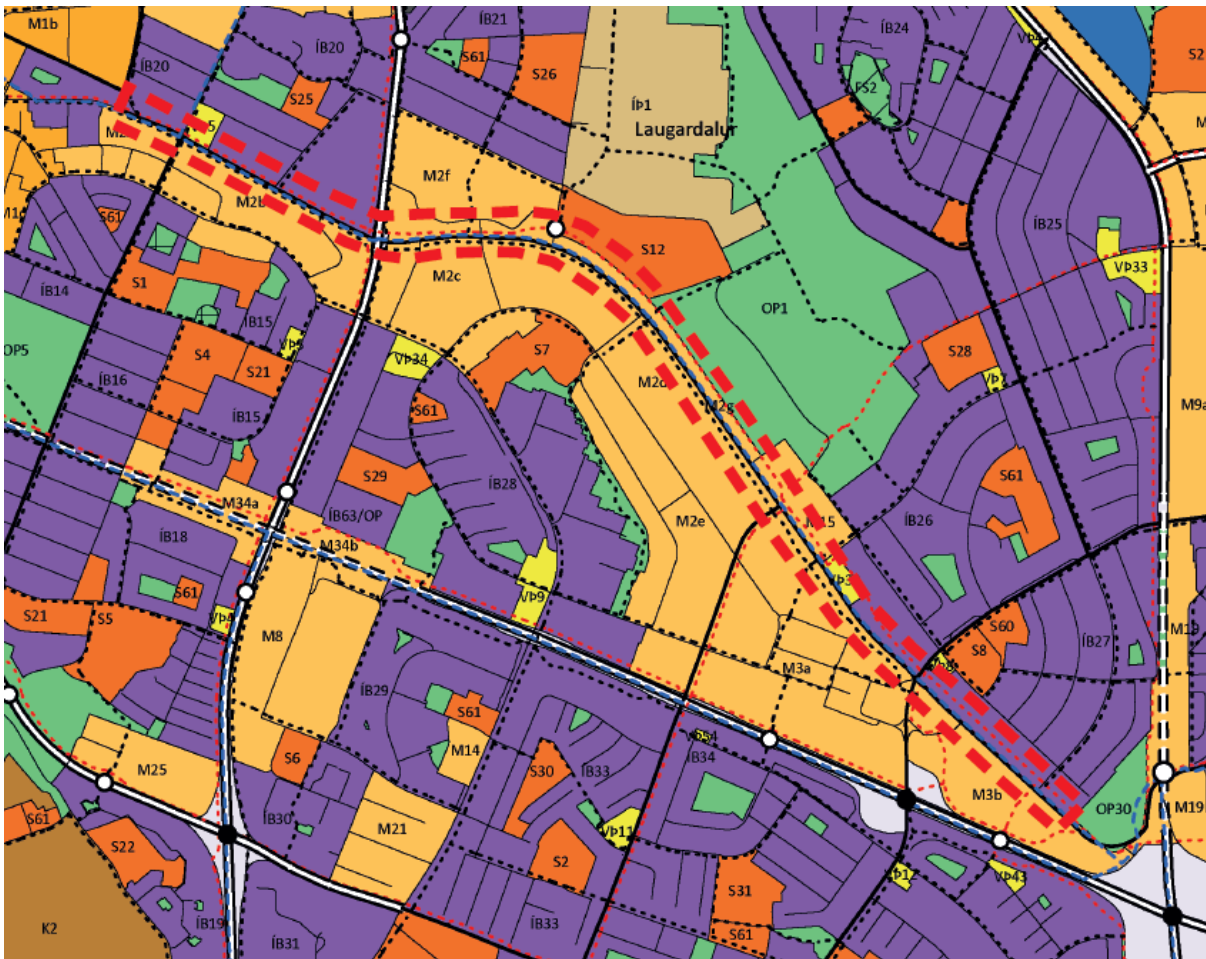 M1b
ÍB20
ÍB20
ÍB21
S61
S26
S25
ÍÞ1
Laugardalur
ÍB24
FS2
S2
M2f
S12
ÍB25
VÞ33
S61
M2b
M2c
OP1
S1
ÍB14
ÍB15
S4
S21
ÍB16
ÍB15
OP5
VÞ34
S7
S61
S28
M2d
M2g
M9a
S29
ÍB28
ÍB63/OP
M34a
M34b
M2e
S61
ÍB26
ÍB18
S61
VÞ9
S21
S5
M8
S60
S8
ÍB27
M19
M3a
ÍB29
S61
M14
S6
M25
ÍB33
S30
ÍB34
M3b
OP30
M19
S61
S22
ÍB30
M21
VÞ11
S2
S31
VÞ12
VÞ43
K2
ÍB19
ÍB31
ÍB33
S61